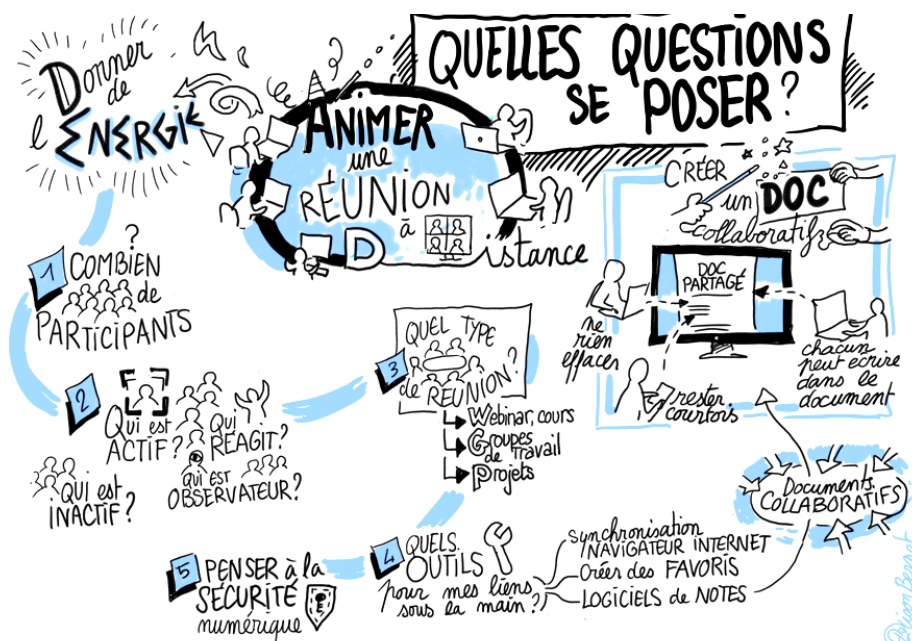 QUELLES QUESTIONS
SE POSER?
Donner
de
l'ENERGIE
ANIMER
une
RÉUNION
à
Distance
1
COMBIEN
?
de
PARTICIPANTS
2
Qui est
ACTIF?
Qui
RÉAGIT?
QUI est
INACTIF?
QUI EST
OBSERVATEUR?
3
QUEL TYPE
de RÉUNION?
Webinar, cours
Groupes
de travail
Projets
4
QUELS
OUTILS
pour mes liens
sous la main?
synchronisation
NAVIGATEUR INTERNET
Créer des FAVORIS
LOGICIELS de NOTES
Documents
COLLABORATIFS
5
PENSER à la
SÉCURITÉ
numérique
CRÉER
un DOC
collaboratif
DOC
PARTAGÉ
ne
rien
effacer
rester
courtois
chacun
peut écrire
dans le
document